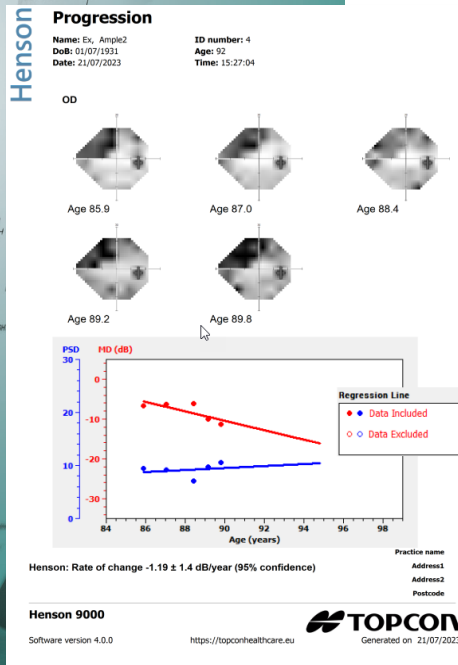 Henson
Progression
Name: Ex, Ample2
ID number: 4
DoB: 01/07/1931
Age: 92
Date: 21/07/2023
Time: 15:27:04
OD
Age 85.9
Age 87.0
Age 88.4
Age 89.2
Age 89.8
PSD
MD (dB)
30
20
10
0
0
-10
-20
-30
84 86 88 90 92 94 96 98
Age (years)
Regression Line
Data Included
Data Excluded
Practice name
Henson: Rate of change -1.19 ± 1.4 dB/year (95% confidence)
Address1
Address2
Postcode
Henson 9000
TOPCON
Software version 4.0.0
https://topconhealthcare.eu
Generated on 21/07/2023